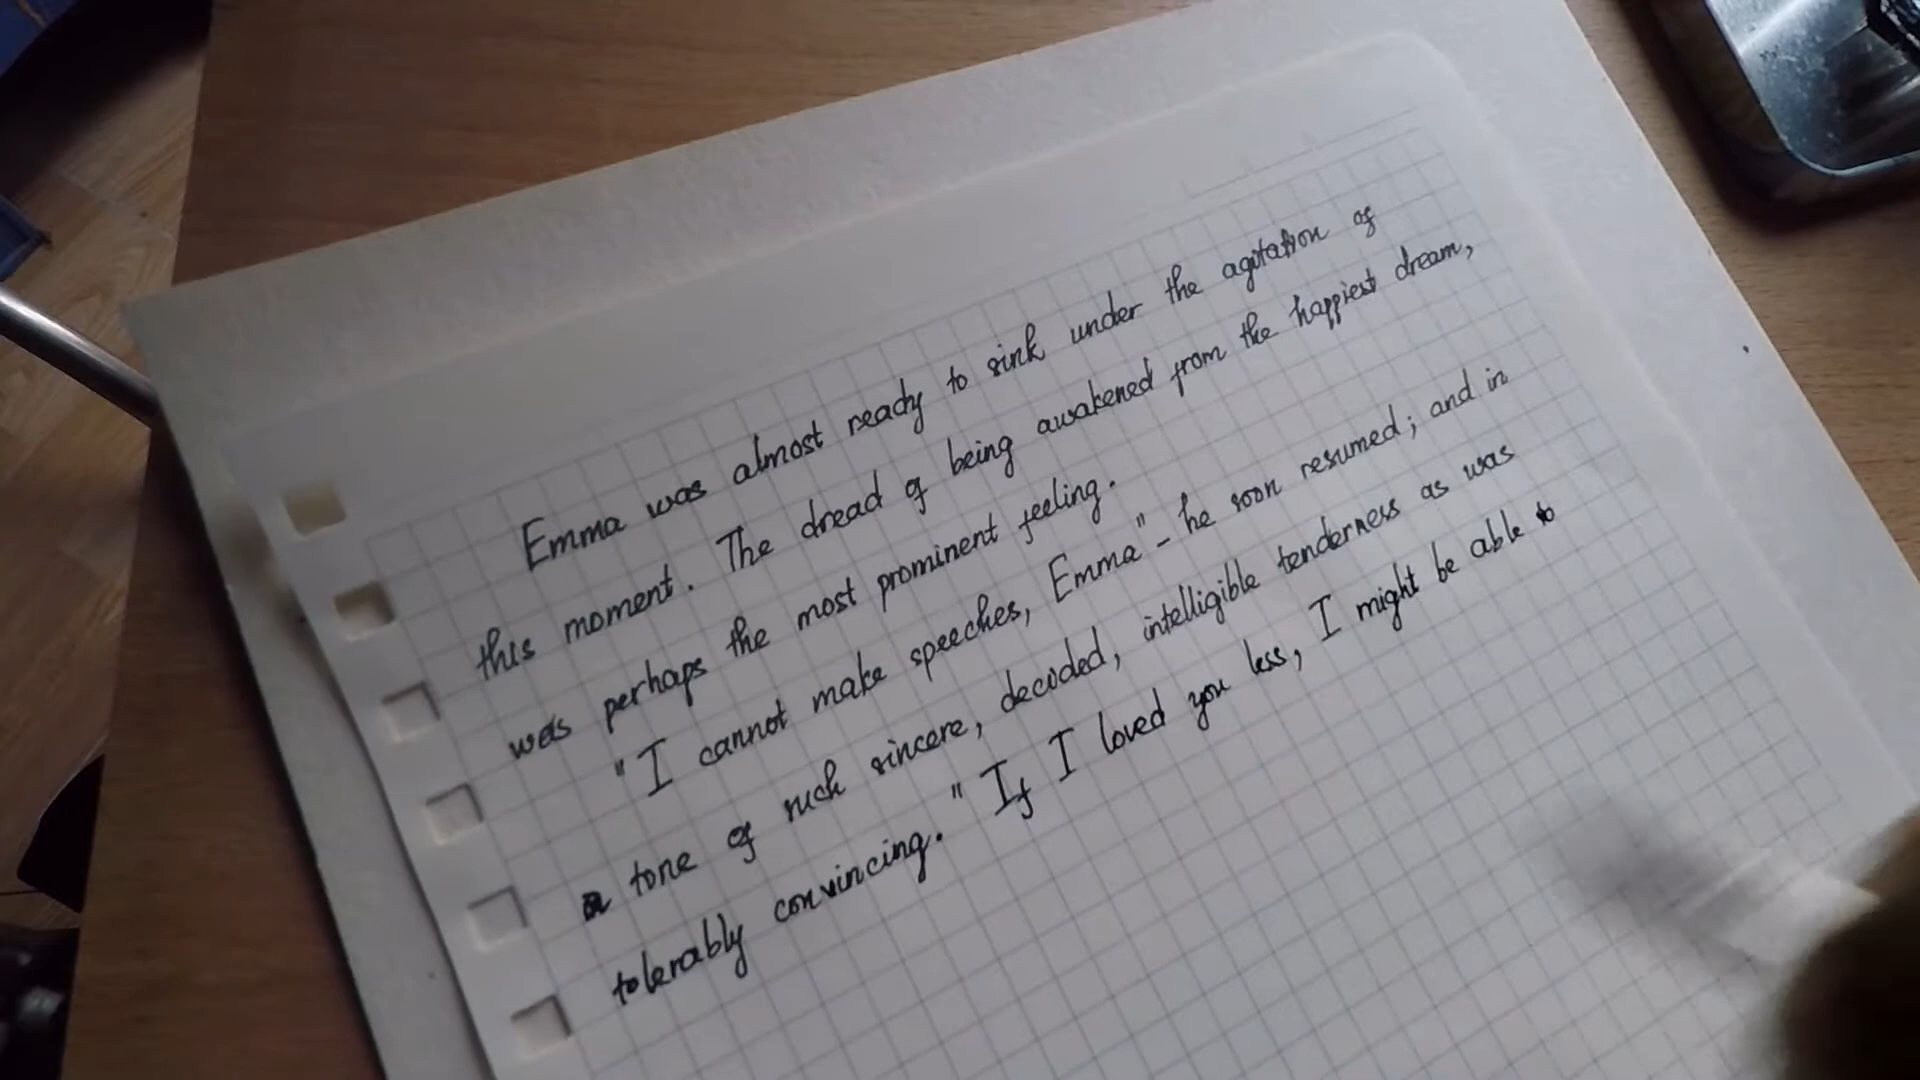 Emma was almost ready to sink under the agitation of
this moment. The dread of being awakened from the happiest dream,
was perhaps the most prominent feeling.
"I cannot make speeches, Emma" - he soon resumed; and in
a tone of such sincere, decided, intelligible tenderness as was
tolerably convincing. "If I loved you less, I might be able to